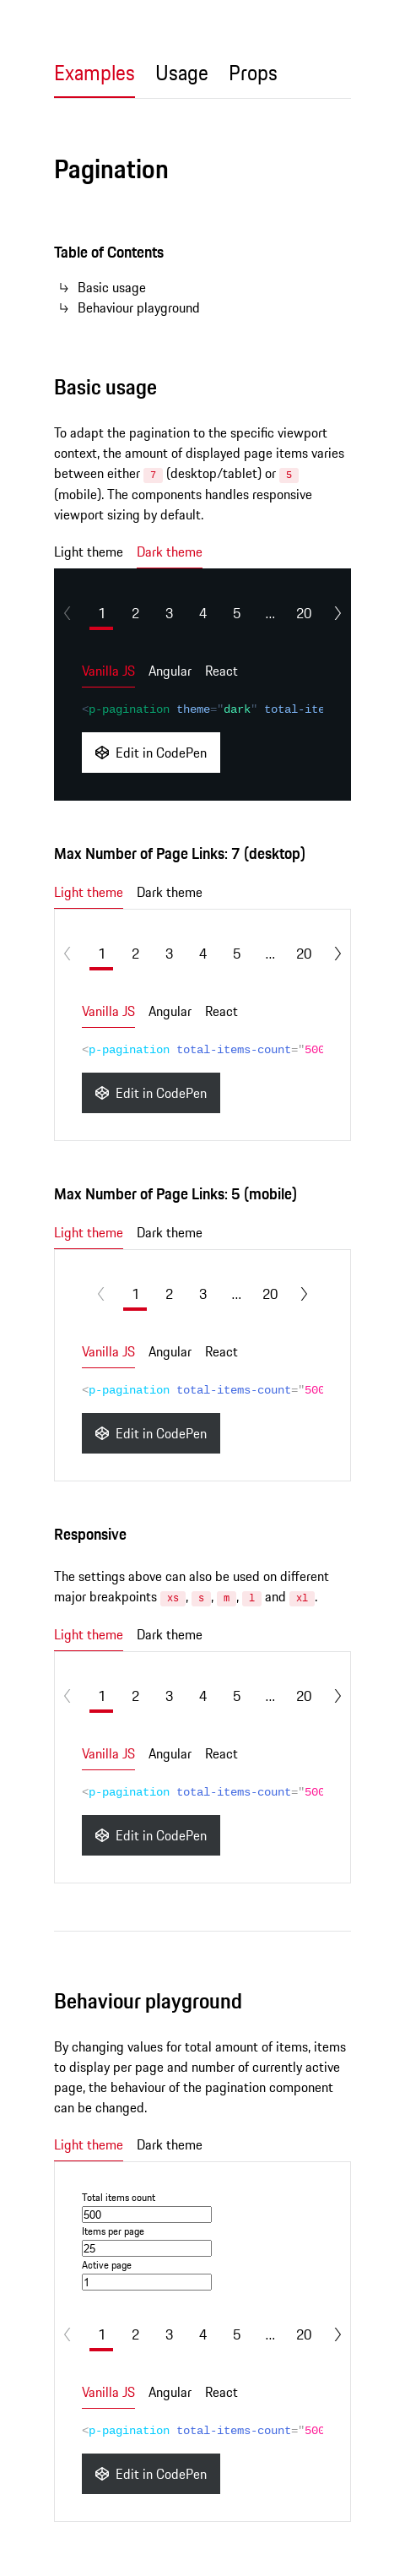 Examples Usage Props
Pagination
Table of Contents
↳ Basic usage
↳ Behaviour playground
Basic usage
To adapt the pagination to the specific viewport
context, the amount of displayed page items varies
between either 7 (desktop/tablet) or 5
(mobile). The components handles responsive
viewport sizing by default.
Light theme Dark theme
1 2 3 4 5 ... 20
Vanilla JS Angular React
<p-pagination theme="dark" total-ite
Edit in CodePen
Max Number of Page Links: 7 (desktop)
Light theme Dark theme
1 2 3 4 5 ... 20
Vanilla JS Angular React
<p-pagination total-items-count="500
Edit in CodePen
Max Number of Page Links: 5 (mobile)
Light theme Dark theme
1 2 3 ... 20
Vanilla JS Angular React
<p-pagination total-items-count="500
Edit in CodePen
Responsive
The settings above can also be used on different
major breakpoints xs, s, m, l and xl.
Light theme Dark theme
1 2 3 4 5 ... 20
Vanilla JS Angular React
<p-pagination total-items-count="500
Edit in CodePen
Behaviour playground
By changing values for total amount of items, items
to display per page and number of currently active
page, the behaviour of the pagination component
can be changed.
Light theme Dark theme
Total items count
500
Items per page
25
Active page
1
1 2 3 4 5 ... 20
Vanilla JS Angular React
<p-pagination total-items-count="500
Edit in CodePen